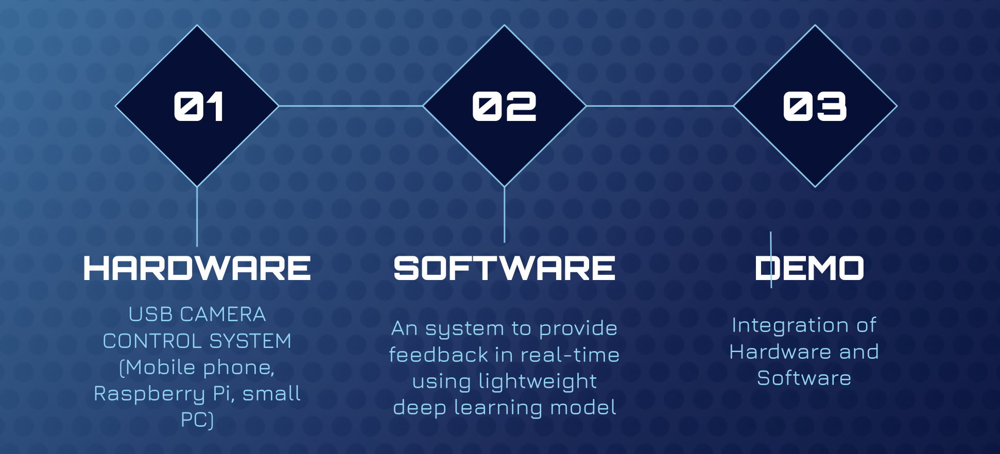 01
02
03
HARDWARE
USB CAMERA
CONTROL SYSTEM
(Mobile phone,
Raspberry Pi, small
PC)
SOFTWARE
An system to provide
feedback in real-time
using lightweight
deep learning model
DEMO
Integration of
Hardware and
Software